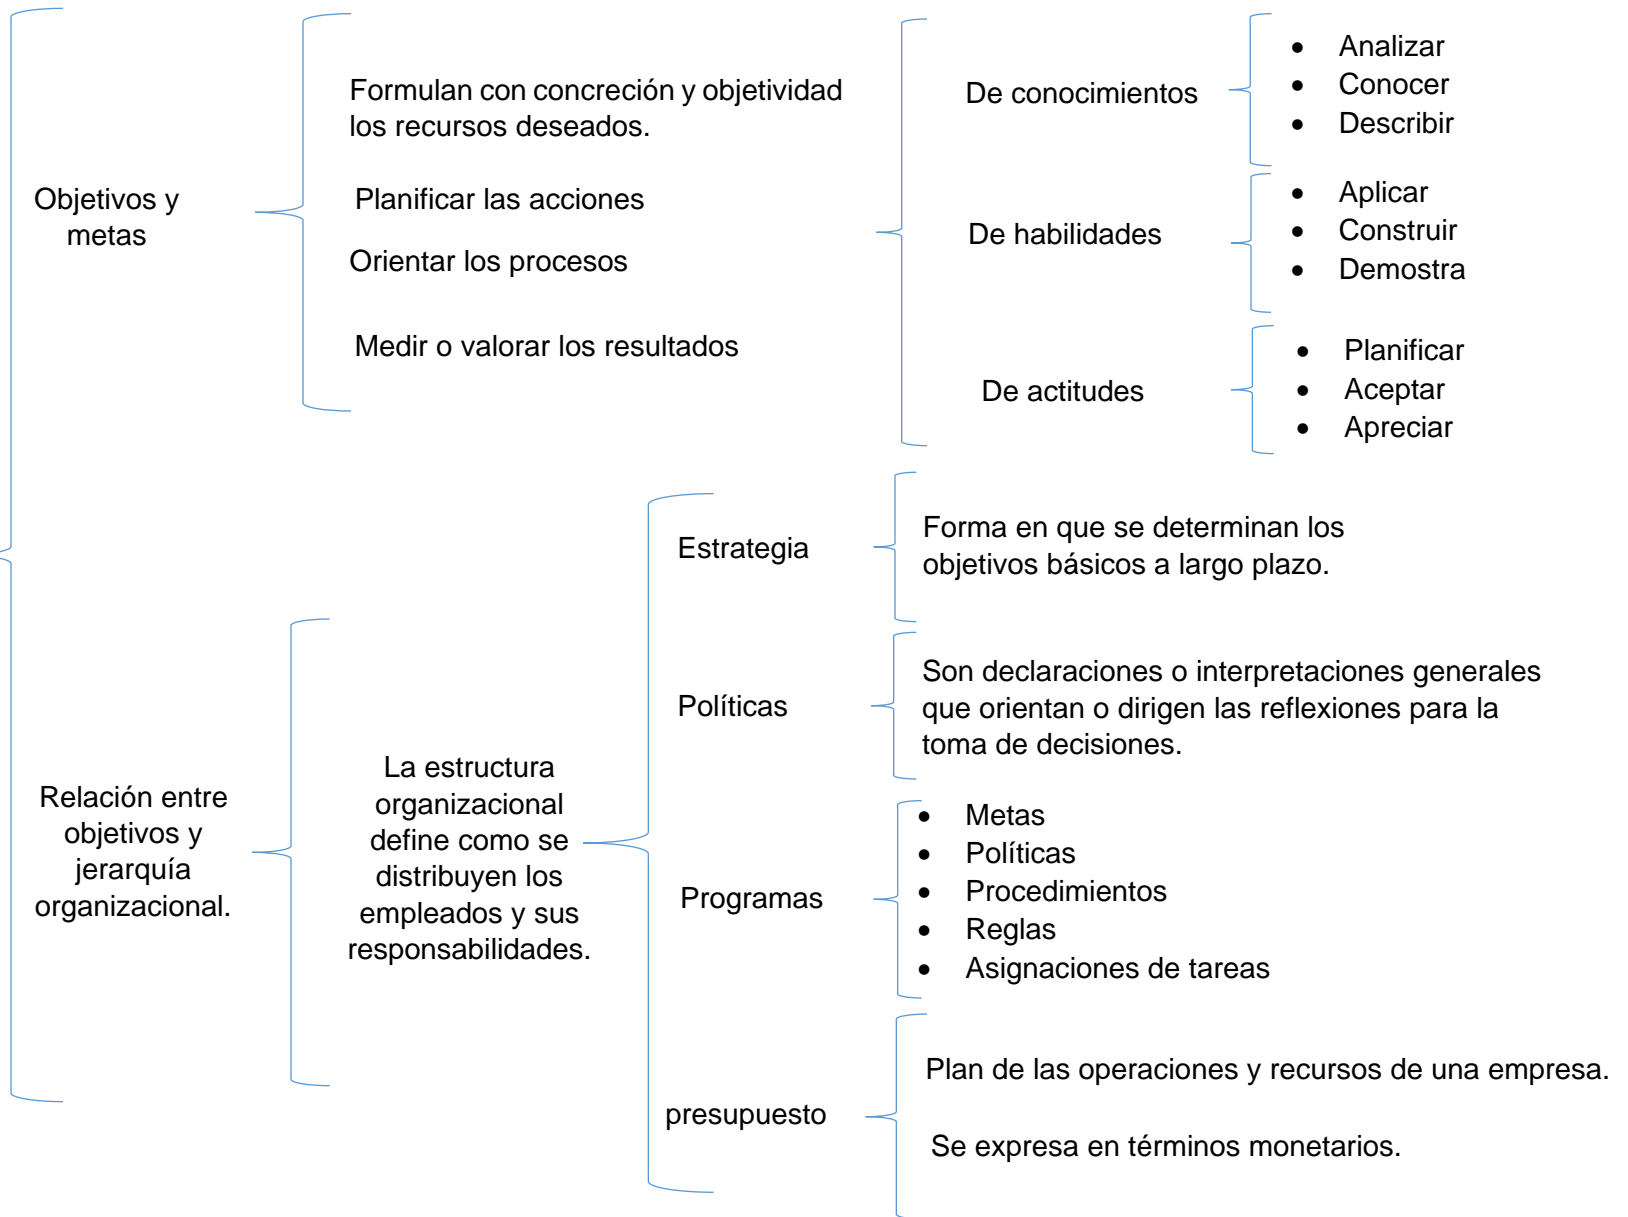 Objetivos y
metas
Formulan con concreción y objetividad
los recursos deseados.
Planificar las acciones
Orientar los procesos
Medir o valorar los resultados
De conocimientos
• Analizar
• Conocer
• Describir
De habilidades
• Aplicar
• Construir
• Demostra
De actitudes
• Planificar
• Aceptar
• Apreciar
Relación entre
objetivos y
jerarquía
organizacional.
La estructura
organizacional
define como se
distribuyen los
empleados y sus
responsabilidades.
Estrategia
Forma en que se determinan los
objetivos básicos a largo plazo.
Políticas
Son declaraciones o interpretaciones generales
que orientan o dirigen las reflexiones para la
toma de decisiones.
Programas
• Metas
• Políticas
• Procedimientos
• Reglas
• Asignaciones de tareas
presupuesto
Plan de las operaciones y recursos de una empresa.
Se expresa en términos monetarios.